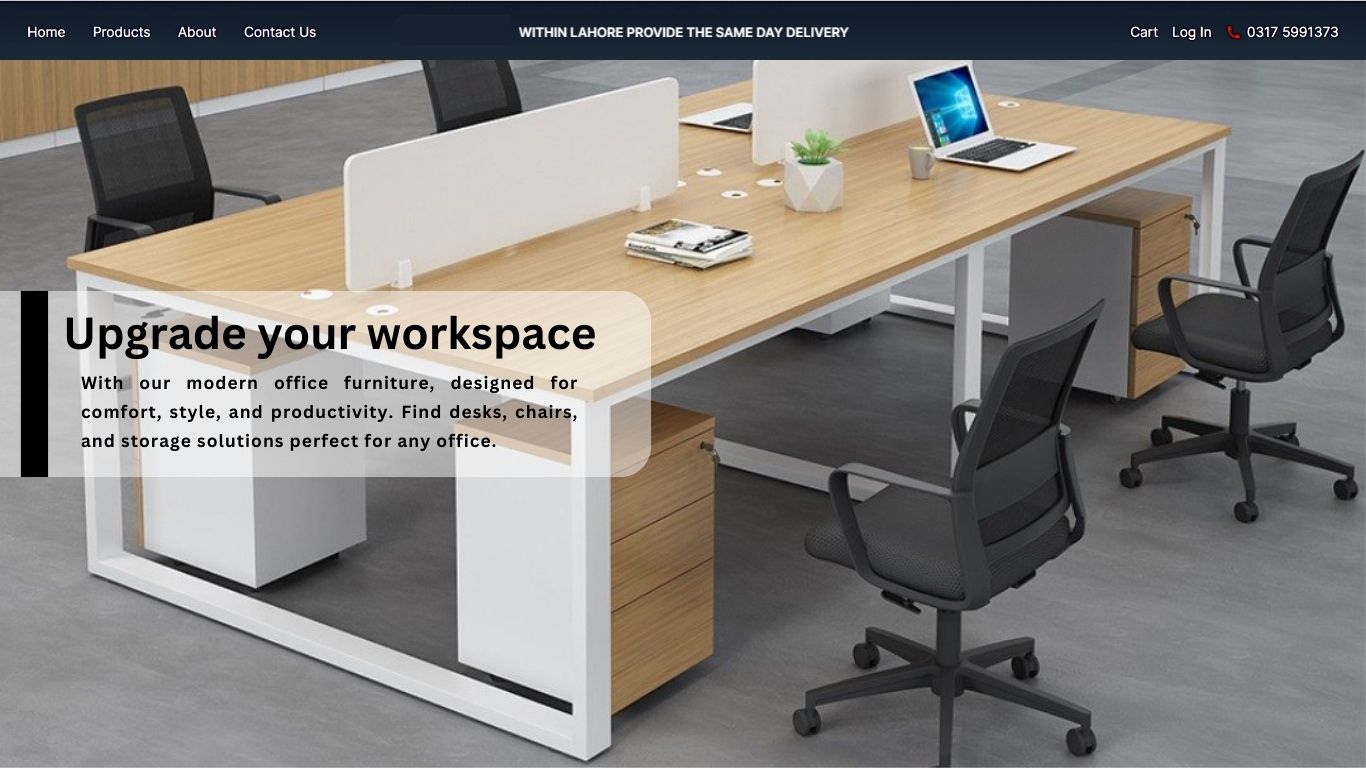 Home
Products
About
Contact Us
WITHIN LAHORE PROVIDE THE SAME DAY DELIVERY
Cart
Log In
0317 5991373
Upgrade your workspace
With our modern office furniture, designed for
comfort, style, and productivity. Find desks, chairs,
and storage solutions perfect for any office.